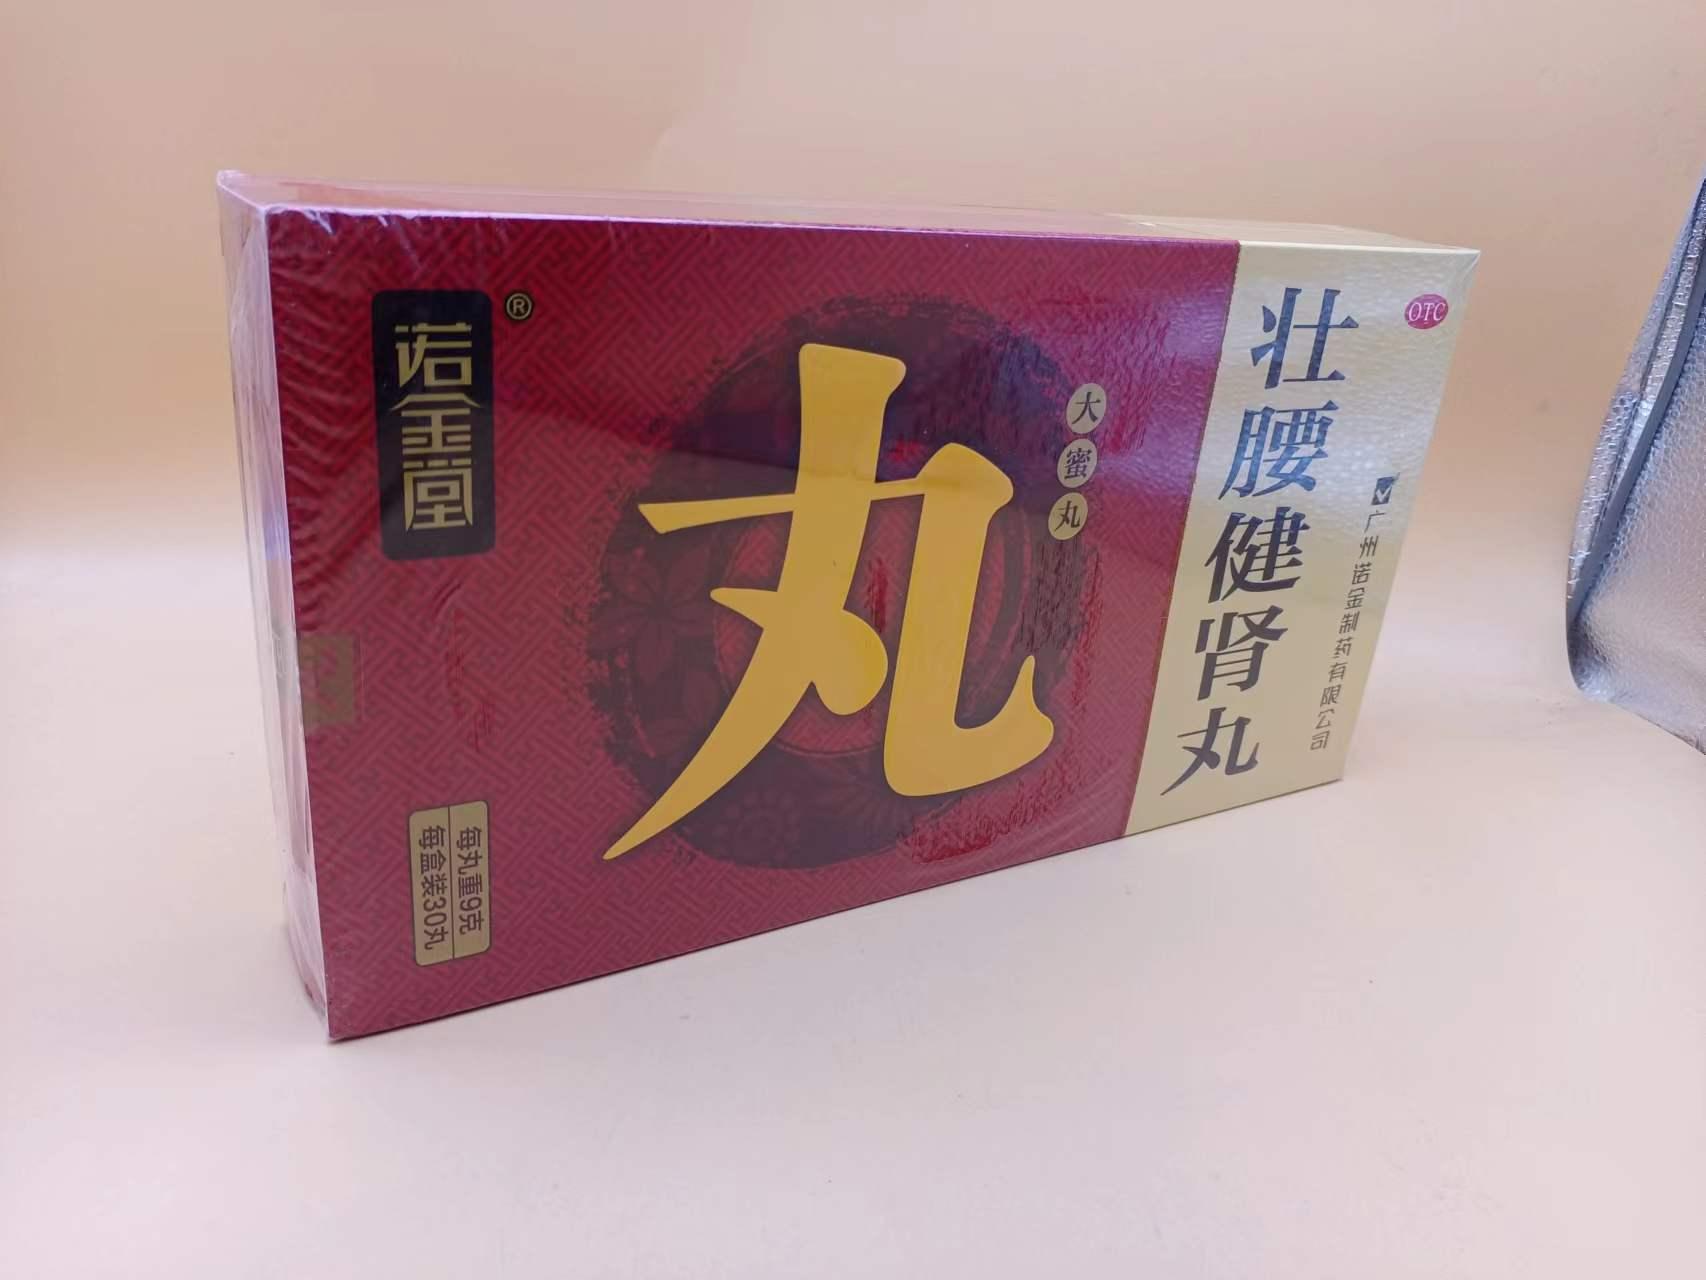 诺金堂
®
丸
大蜜丸
每丸重9克
每盒装30丸
OTC
壮腰健肾丸
广州诺金制药有限公司